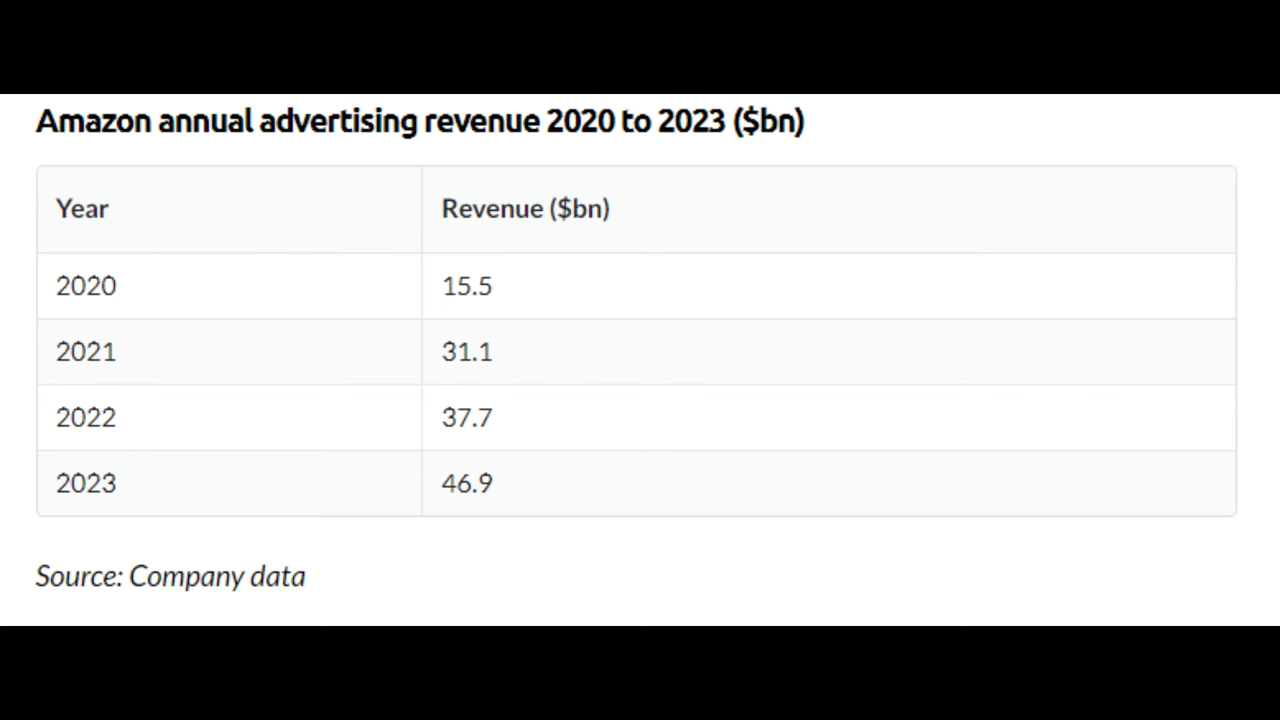 Amazon annual advertising revenue 2020 to 2023 ($bn)
Year Revenue ($bn)
2020 15.5
2021 31.1
2022 37.7
2023 46.9
Source: Company data